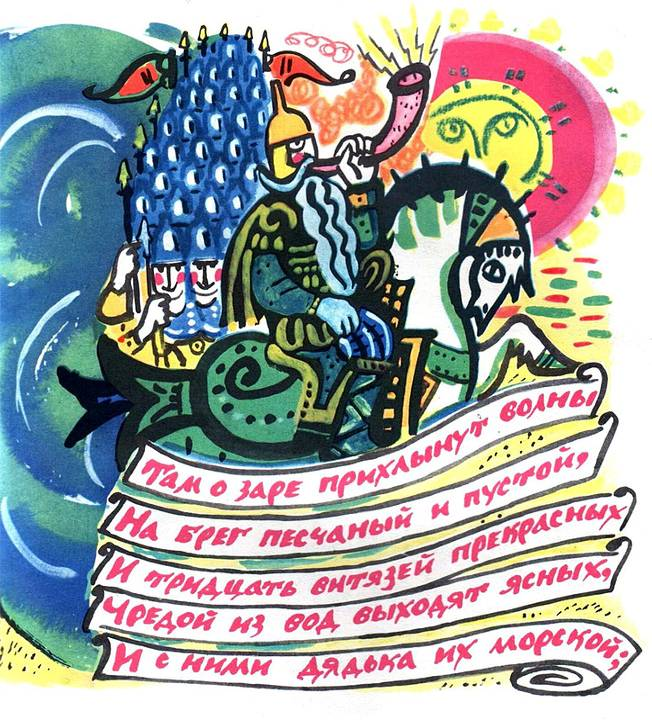 Там о заре прихлынут волны
На брег песчаный и пустой,
И тридцать витязей прекрасных
Чредой из вод выходят ясных,
И с ними дядька их морской;